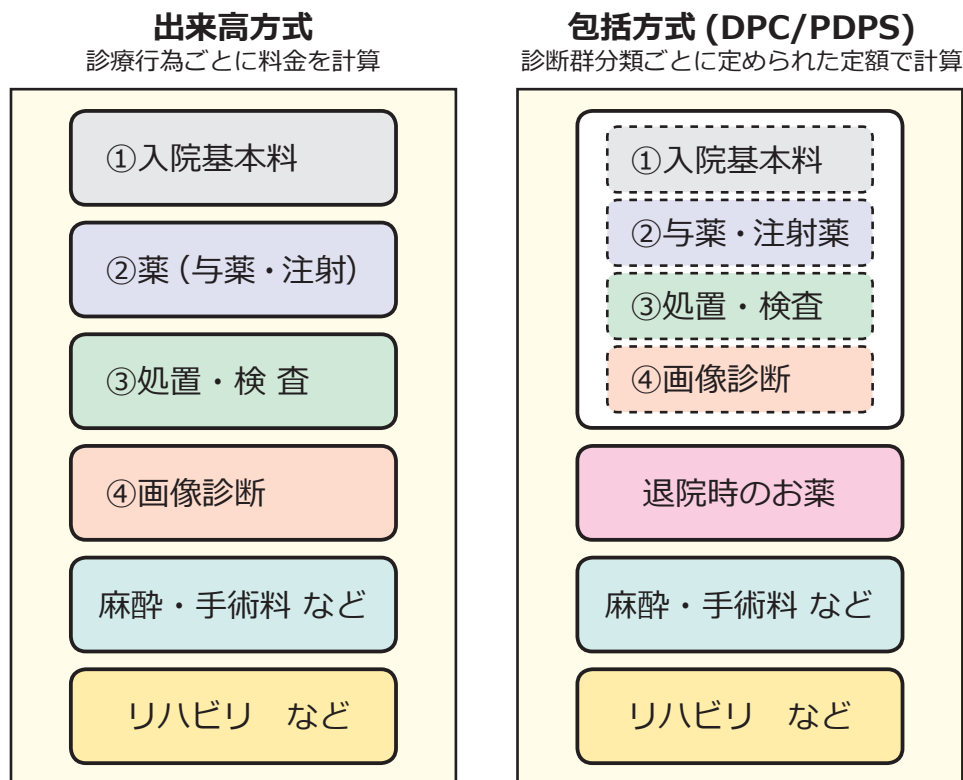 出来高方式
診療行為ごとに料金を計算
①入院基本料
②薬（与薬・注射）
③処置・検 査
④画像診断
麻酔・手術料 など
リハビリ　など
包括方式 (DPC/PDPS)
診断群分類ごとに定められた定額で計算
①入院基本料
②与薬・注射薬
③処置・検査
④画像診断
退院時のお薬
麻酔・手術料 など
リハビリ　など